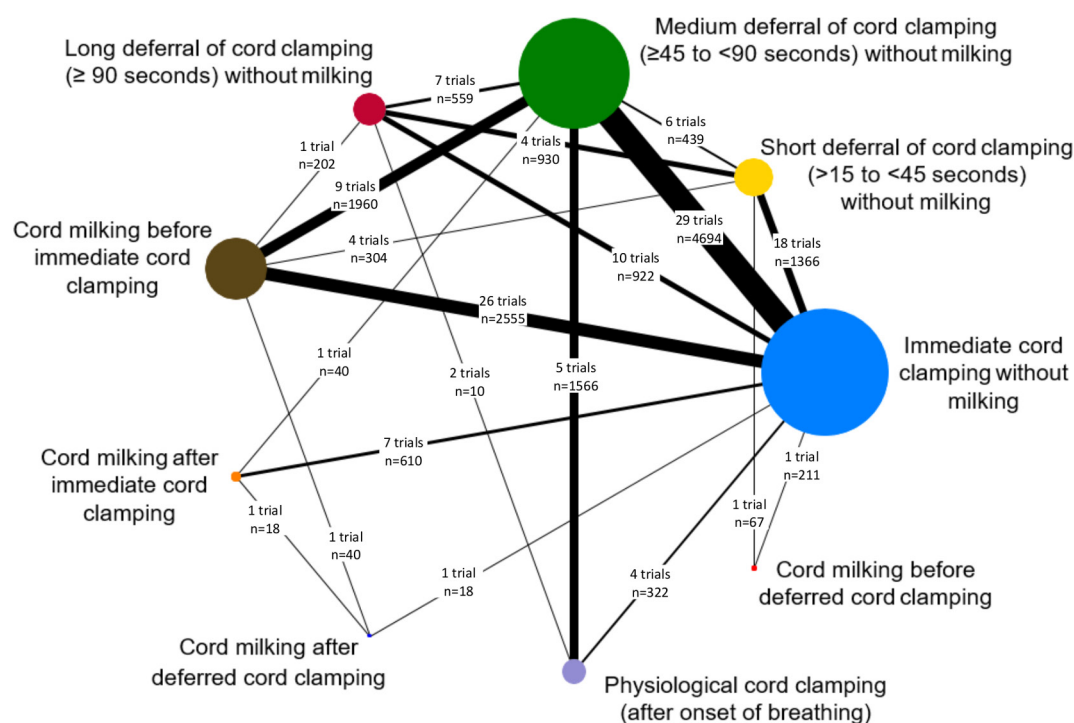 Long deferral of cord clamping
(≥ 90 seconds) without milking
Medium deferral of cord clamping
(≥45 to <90 seconds) without milking
7 trials
n=559
6 trials
n=439
4 trials
n=930
Short deferral of cord clamping
(>15 to <45 seconds)
without milking
1 trial
n=202
9 trials
n=1960
29 trials
n=4694
18 trials
n=1366
Cord milking before
immediate cord
clamping
4 trials
n=304
10 trials
n=922
26 trials
n=2555
Immediate cord
clamping without
milking
1 trial
n=40
2 trials
n=10
5 trials
n=1566
7 trials
n=610
1 trial
n=211
Cord milking after
immediate cord
clamping
1 trial
n=18
1 trial
n=67
1 trial
n=40
1 trial
n=18
4 trials
n=322
Cord milking before
deferred cord clamping
Cord milking after
deferred cord clamping
Physiological cord clamping
(after onset of breathing)